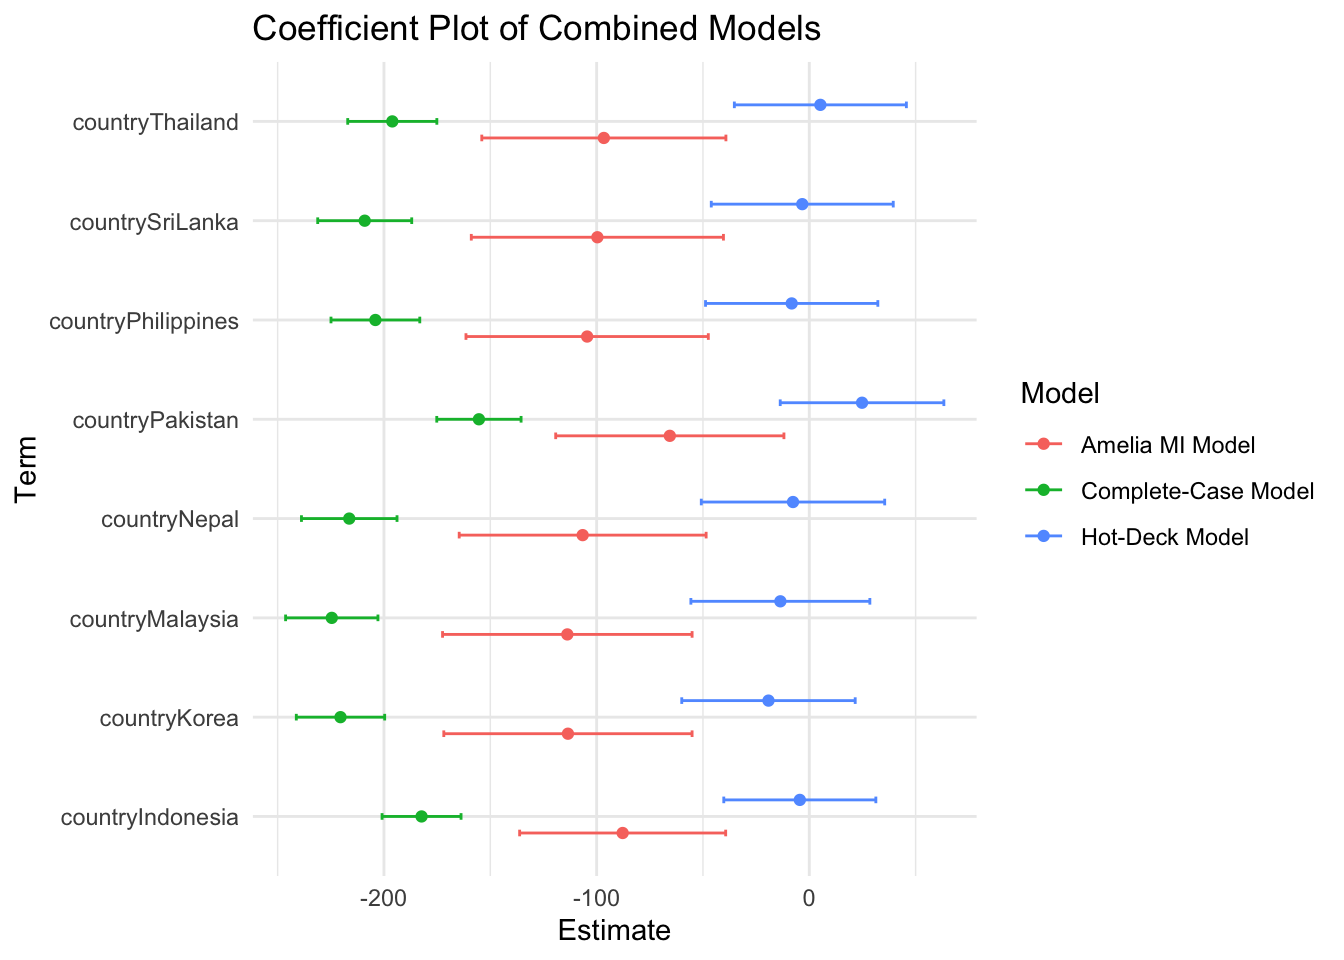 Coefficient Plot of Combined Models
countryThailand
countrySriLanka
countryPhilippines
countryPakistan
countryNepal
countryMalaysia
countryKorea
countryIndonesia
Term
-200
-100
0
Estimate
Model
Amelia MI Model
Complete-Case Model
Hot-Deck Model